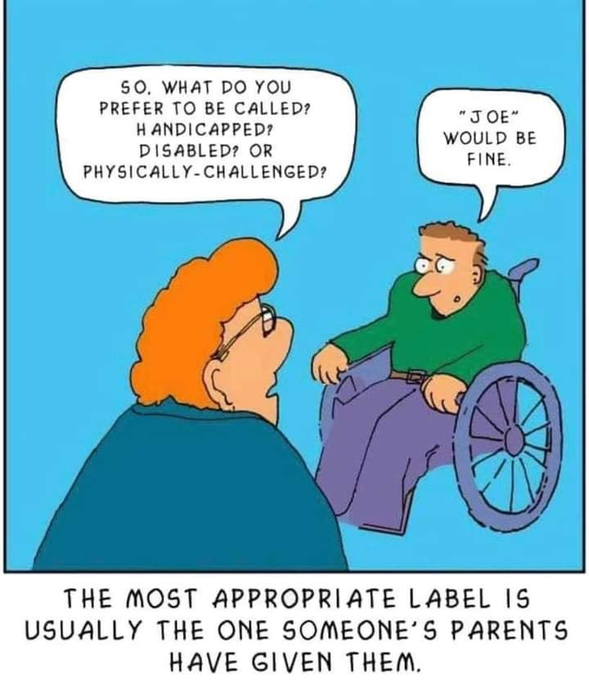 SO, WHAT DO YOU
PREFER TO BE CALLED?
HANDICAPPED?
DISABLED? OR
PHYSICALLY-CHALLENGED?
"JOE"
WOULD BE
FINE.
THE MOST APPROPRIATE LABEL IS
USUALLY THE ONE SOMEONE'S PARENTS
HAVE GIVEN THEM.